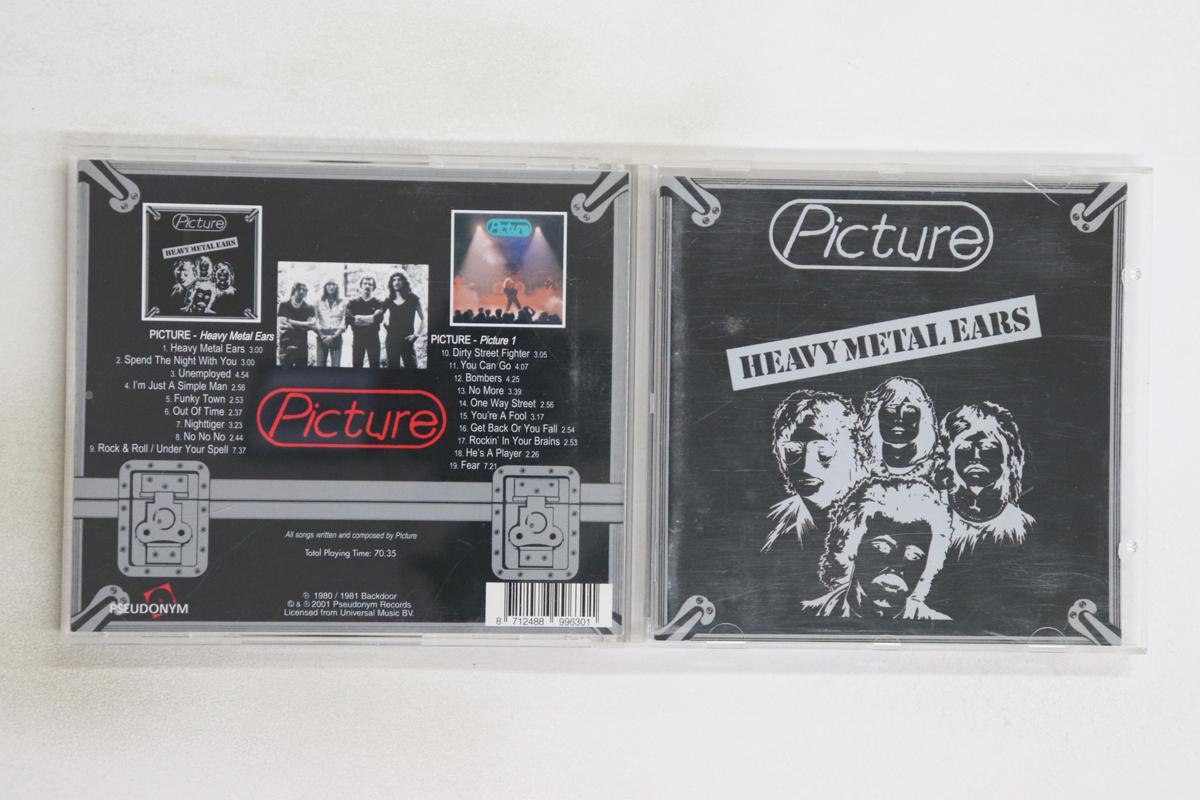 Picture
HEAVY METAL EARS
PICTURE - Heavy Metal Ears
1. Heavy Metal Ears 3.00
2. Spend The Night With You 3.00
3. Unemployed 4.54
4. I'm Just A Simple Man 2.56
5. Funky Town 2.53
6. Out Of Time 2.37
7. Nighttiger 3.23
8. No No No 2.44
9. Rock & Roll / Under Your Spell 7.37
Picture
Picture
PICTURE - Picture 1
10. Dirty Street Fighter 3.05
11. You Can Go 4.07
12. Bombers 4.25
13. No More 3.39
14. One Way Street 2.56
15. You're A Fool 3.17
16. Get Back Or You Fall 2.54
17. Rockin' In Your Brains 2.53
18. He's A Player 2.26
19. Fear 7.21
All songs written and composed by Picture
Total Playing Time: 70.35
PSEUDONYM
℗ 1980 / 1981 Backdoor
© & ℗ 2001 Pseudonym Records
Licensed from Universal Music BV.
8 712488 996301
Picture
HEAVY METAL EARS